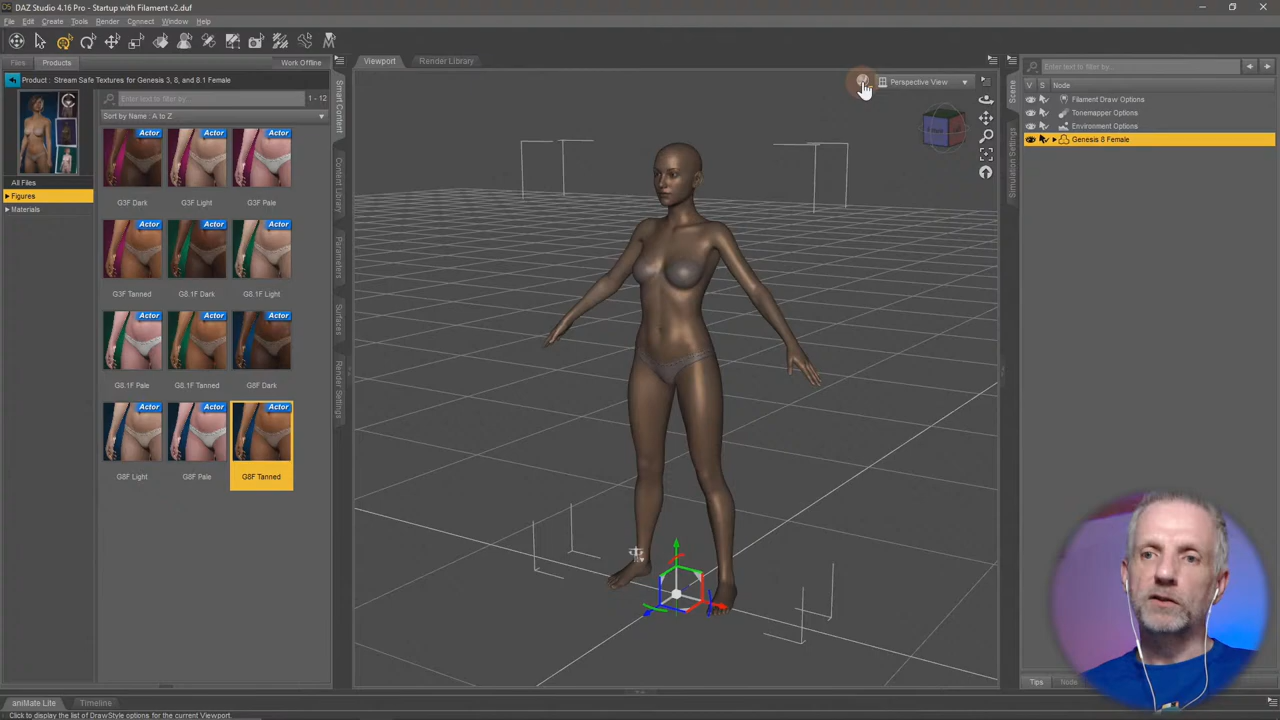 DAZ Studio 4.16 Pro - Startup with Filament v2.duf
File Edit Create Tools Render Connect Window Help
Files Products Work Offline
Product : Stream Safe Textures for Genesis 3, 8, and 8.1 Female
Enter text to filter by... 1 - 12
Sort by Name : A to Z
All Files
Figures
Materials
Actor Actor Actor
G3F Dark G3F Light G3F Pale
Actor Actor Actor
G3F Tanned G8.1F Dark G8.1F Light
Actor Actor Actor
G8.1F Pale G8.1F Tanned G8F Dark
Actor Actor Actor
G8F Light G8F Pale G8F Tanned
Smart Content
Content Library
Parameters
Surfaces
Render Settings
Viewport Render Library
Perspective View
Scene
Simulation Settings
Enter text to filter by...
V S Node
Filament Draw Options
Tonemapper Options
Environment Options
Genesis 8 Female
Tips Node
aniMate Lite Timeline
Click to display the list of DrawStyle options for the current Viewport.